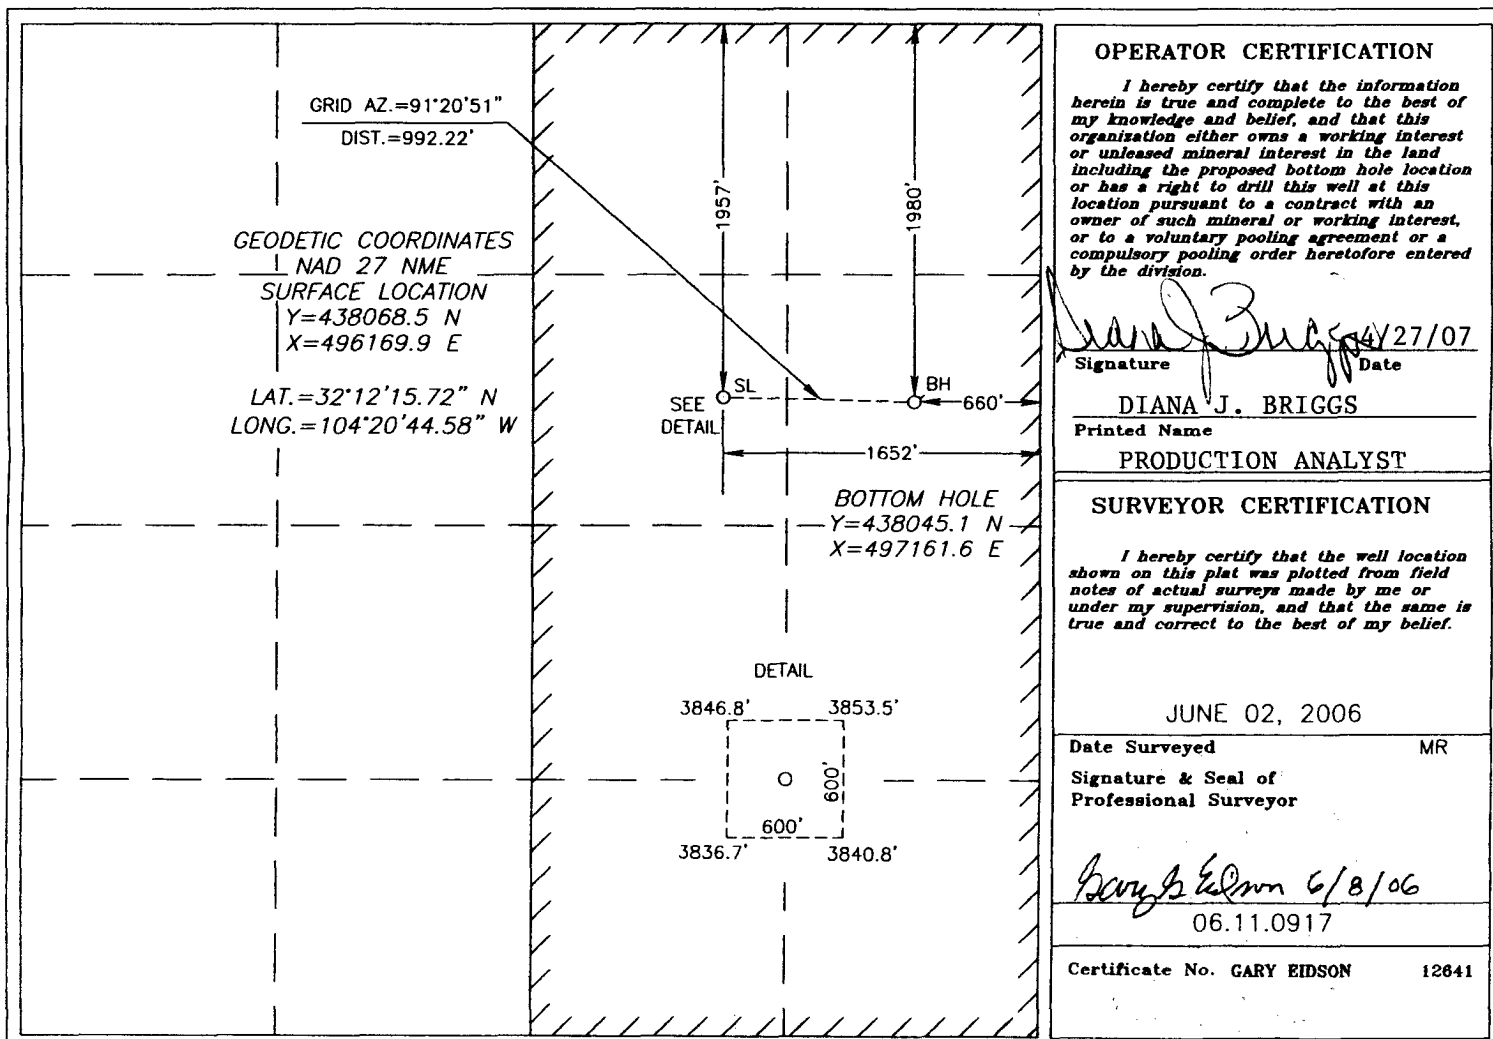 GRID AZ.=91°20'51"
DIST.=992.22'
GEODETIC COORDINATES
NAD 27 NME
SURFACE LOCATION
Y=438068.5 N
X=496169.9 E
LAT.=32°12'15.72" N
LONG.=104°20'44.58" W
1957'
1980'
SL
SEE
DETAIL
BH
660'
1652'
BOTTOM HOLE
Y=438045.1 N
X=497161.6 E
DETAIL
3846.8'
3853.5'
600'
600'
3836.7'
3840.8'
OPERATOR CERTIFICATION
I hereby certify that the information
herein is true and complete to the best of
my knowledge and belief, and that this
organization either owns a working interest
or unleased mineral interest in the land
including the proposed bottom hole location
or has a right to drill this well at this
location pursuant to a contract with an
owner of such mineral or working interest,
or to a voluntary pooling agreement or a
compulsory pooling order heretofore entered
by the division.
Diana J. Briggs 4/27/07
Signature Date
DIANA J. BRIGGS
Printed Name
PRODUCTION ANALYST
SURVEYOR CERTIFICATION
I hereby certify that the well location
shown on this plat was plotted from field
notes of actual surveys made by me or
under my supervision, and that the same is
true and correct to the best of my belief.
JUNE 02, 2006
Date Surveyed MR
Signature & Seal of
Professional Surveyor
Gary G Eidson 6/8/06
06.11.0917
Certificate No. GARY EIDSON 12641